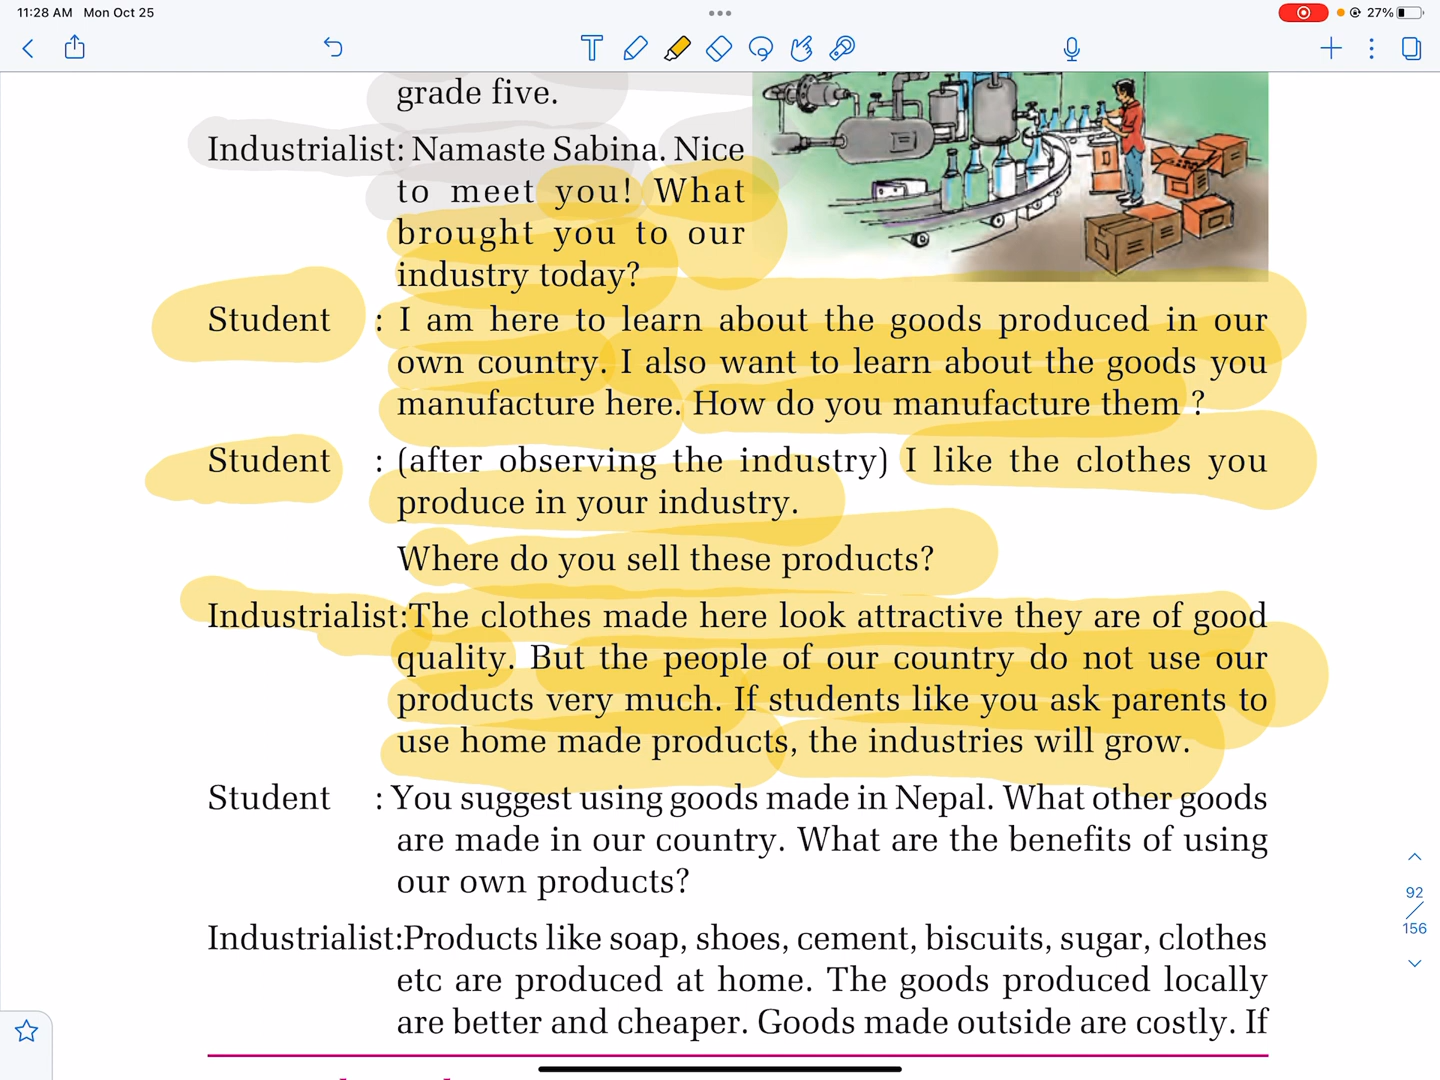 11:28 AM Mon Oct 25
27%
grade five.
Industrialist: Namaste Sabina. Nice
to meet you! What
brought you to our
industry today?
Student : I am here to learn about the goods produced in our
own country. I also want to learn about the goods you
manufacture here. How do you manufacture them ?
Student : (after observing the industry) I like the clothes you
produce in your industry.
Where do you sell these products?
Industrialist:The clothes made here look attractive they are of good
quality. But the people of our country do not use our
products very much. If students like you ask parents to
use home made products, the industries will grow.
Student : You suggest using goods made in Nepal. What other goods
are made in our country. What are the benefits of using
our own products?
Industrialist:Products like soap, shoes, cement, biscuits, sugar, clothes
etc are produced at home. The goods produced locally
are better and cheaper. Goods made outside are costly. If
92
/
156